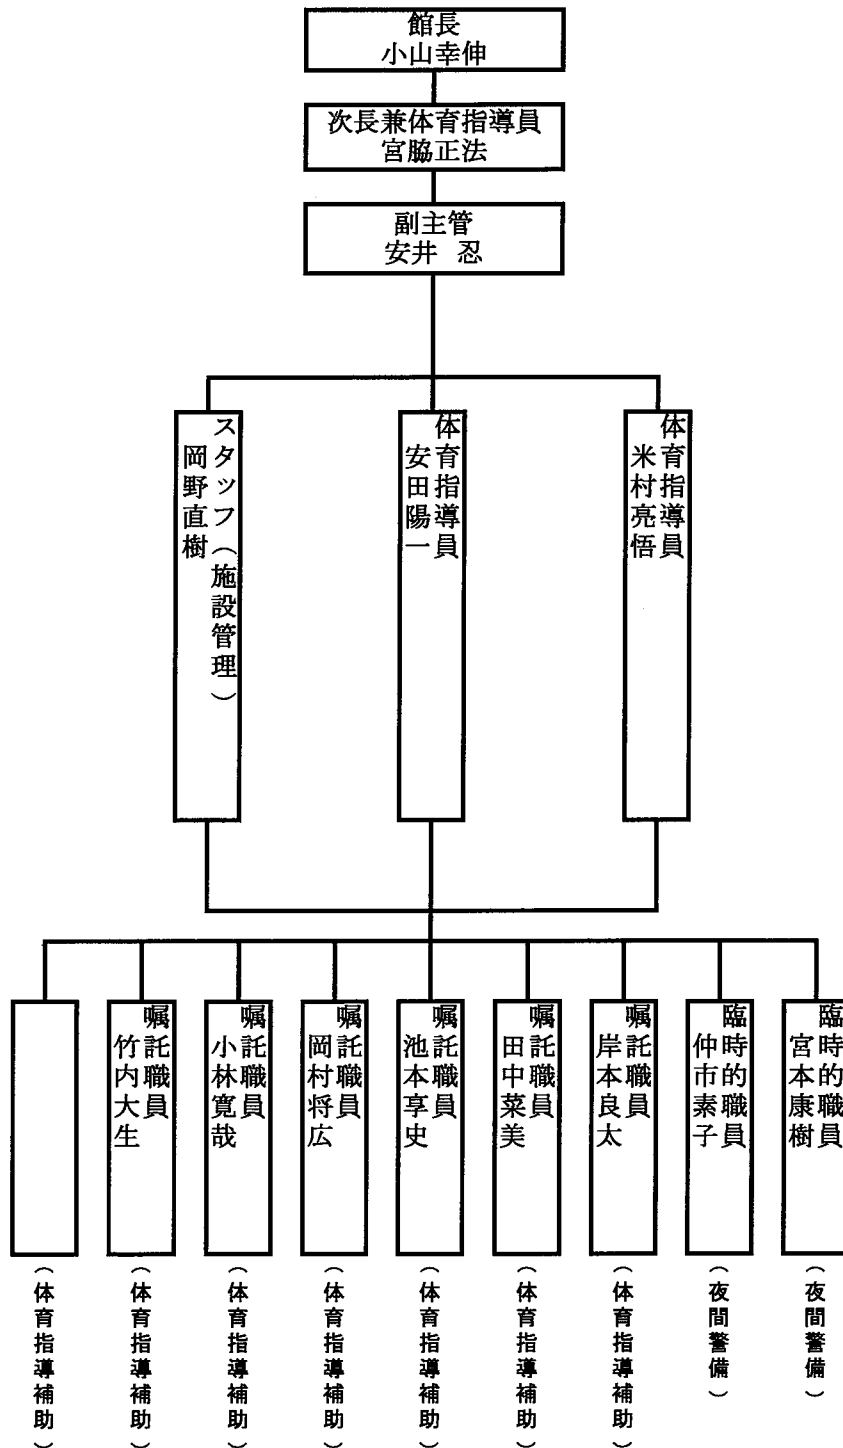 館長
小山幸伸
次長兼体育指導員
宮脇正法
副主管
安井 忍
体育指導員
米村亮悟
体育指導員
安田陽一
スタッフ（施設管理）
岡野直樹
臨時的職員
宮本康樹
（夜間警備）
臨時的職員
仲市素子
（夜間警備）
嘱託職員
岸本良太
（体育指導補助）
嘱託職員
田中菜美
（体育指導補助）
嘱託職員
池本享史
（体育指導補助）
嘱託職員
岡村将広
（体育指導補助）
嘱託職員
小林寛哉
（体育指導補助）
嘱託職員
竹内大生
（体育指導補助）
（体育指導補助）